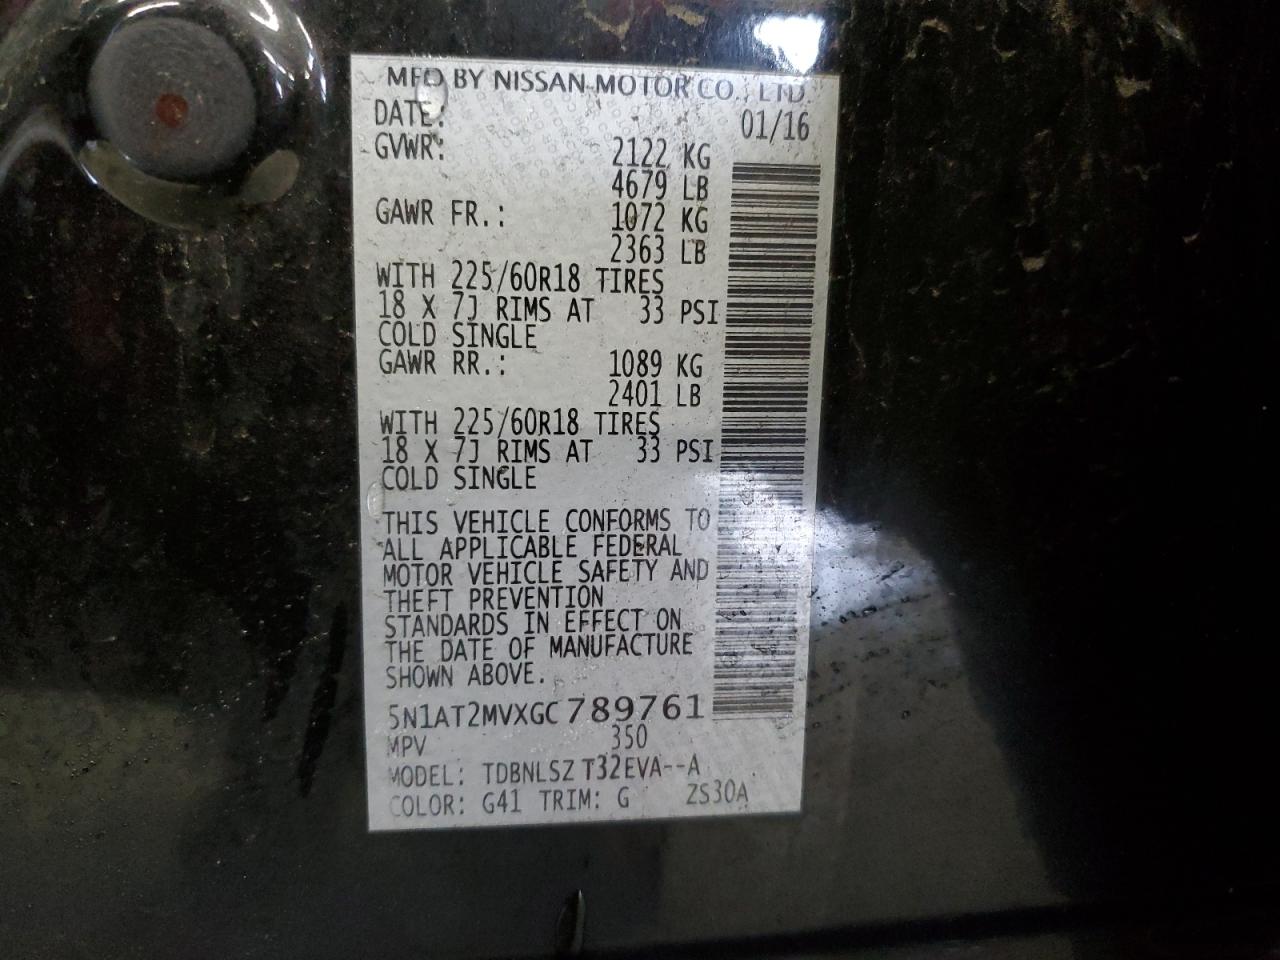 MFD BY NISSAN MOTOR CO., LTD.
DATE: 01/16
GVWR: 2122 KG
4679 LB
GAWR FR.: 1072 KG
2363 LB
WITH 225/60R18 TIRES
18 X 7J RIMS AT 33 PSI
COLD SINGLE
GAWR RR.: 1089 KG
2401 LB
WITH 225/60R18 TIRES
18 X 7J RIMS AT 33 PSI
COLD SINGLE
THIS VEHICLE CONFORMS TO
ALL APPLICABLE FEDERAL
MOTOR VEHICLE SAFETY AND
THEFT PREVENTION
STANDARDS IN EFFECT ON
THE DATE OF MANUFACTURE
SHOWN ABOVE.
5N1AT2MVXGC789761
MPV 350
MODEL: TDBNLSZ T32EVA--A
COLOR: G41 TRIM: G ZS30A